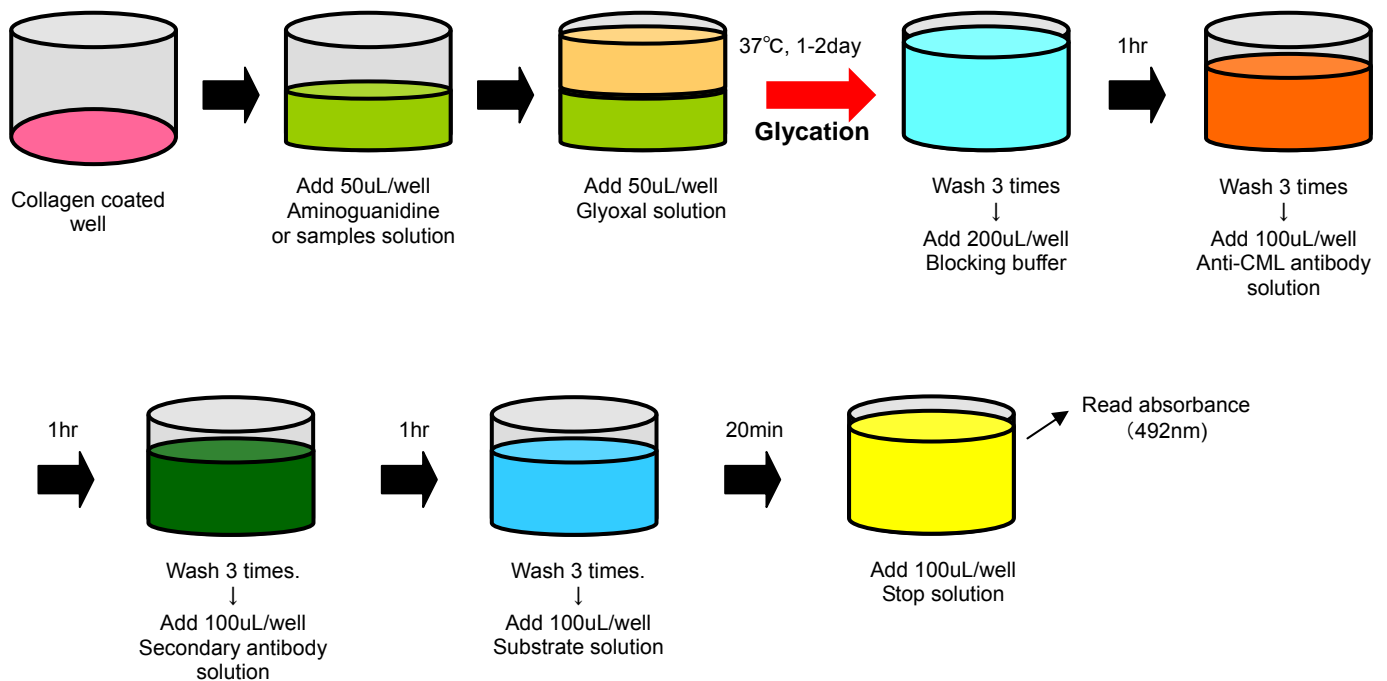 Collagen coated
well
Add 50uL/well
Aminoguanidine
or samples solution
Add 50uL/well
Glyoxal solution
37℃, 1-2day
Glycation
Wash 3 times
↓
Add 200uL/well
Blocking buffer
1hr
Wash 3 times
↓
Add 100uL/well
Anti-CML antibody
solution
1hr
Wash 3 times.
↓
Add 100uL/well
Secondary antibody
solution
1hr
Wash 3 times.
↓
Add 100uL/well
Substrate solution
20min
Add 100uL/well
Stop solution
Read absorbance
（492nm)